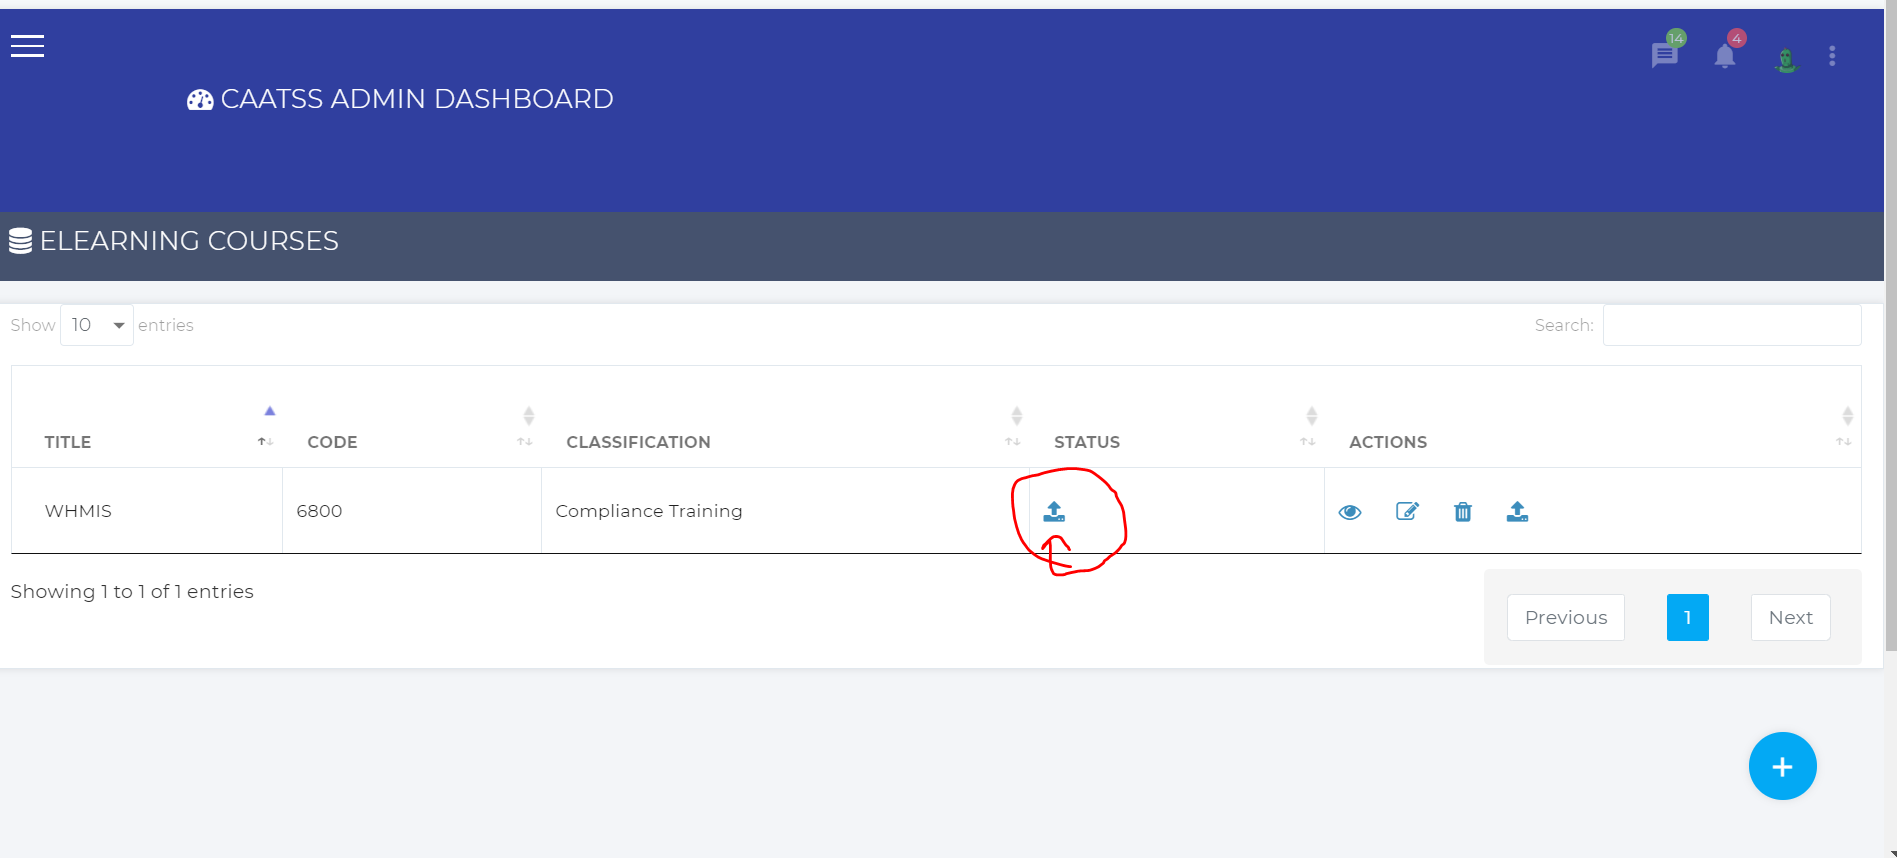 14
4
CAATSS ADMIN DASHBOARD
ELEARNING COURSES
Show 10 entries
Search:
TITLE CODE CLASSIFICATION STATUS ACTIONS
WHMIS 6800 Compliance Training
Showing 1 to 1 of 1 entries
Previous 1 Next
+